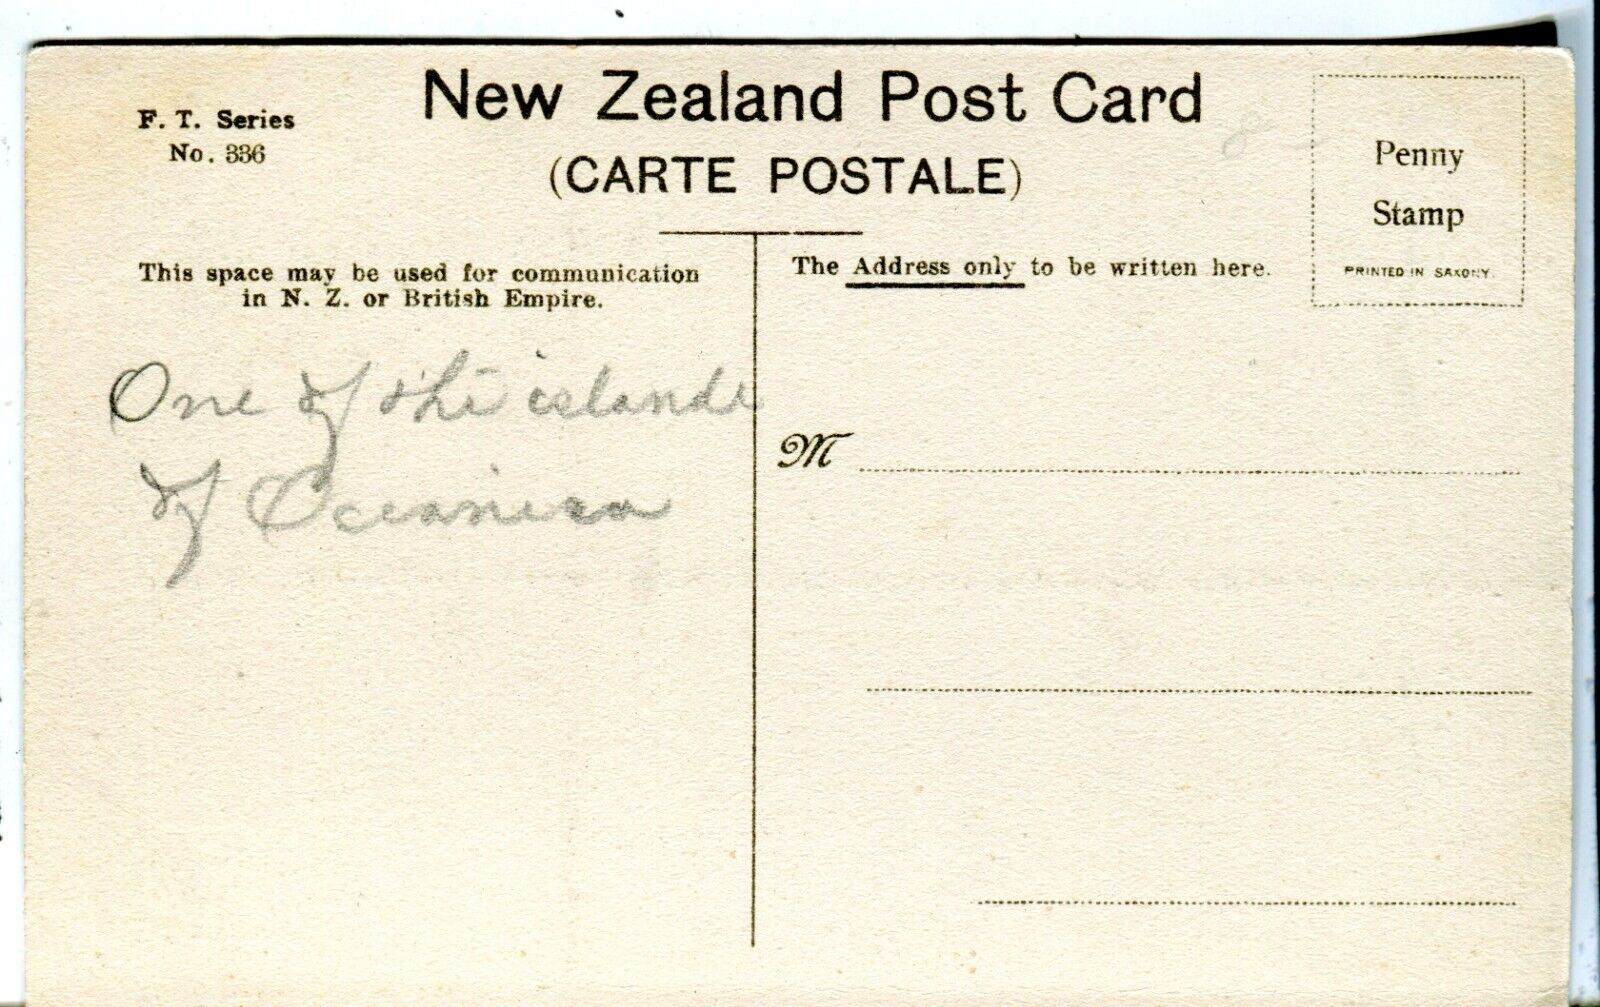 New Zealand Post Card
(CARTE POSTALE)
F. T. Series
No. 336
Penny
Stamp
PRINTED IN SAXONY.
This space may be used for communication
in N. Z. or British Empire.
The Address only to be written here.
One of the islands
of Oceanica
M
8